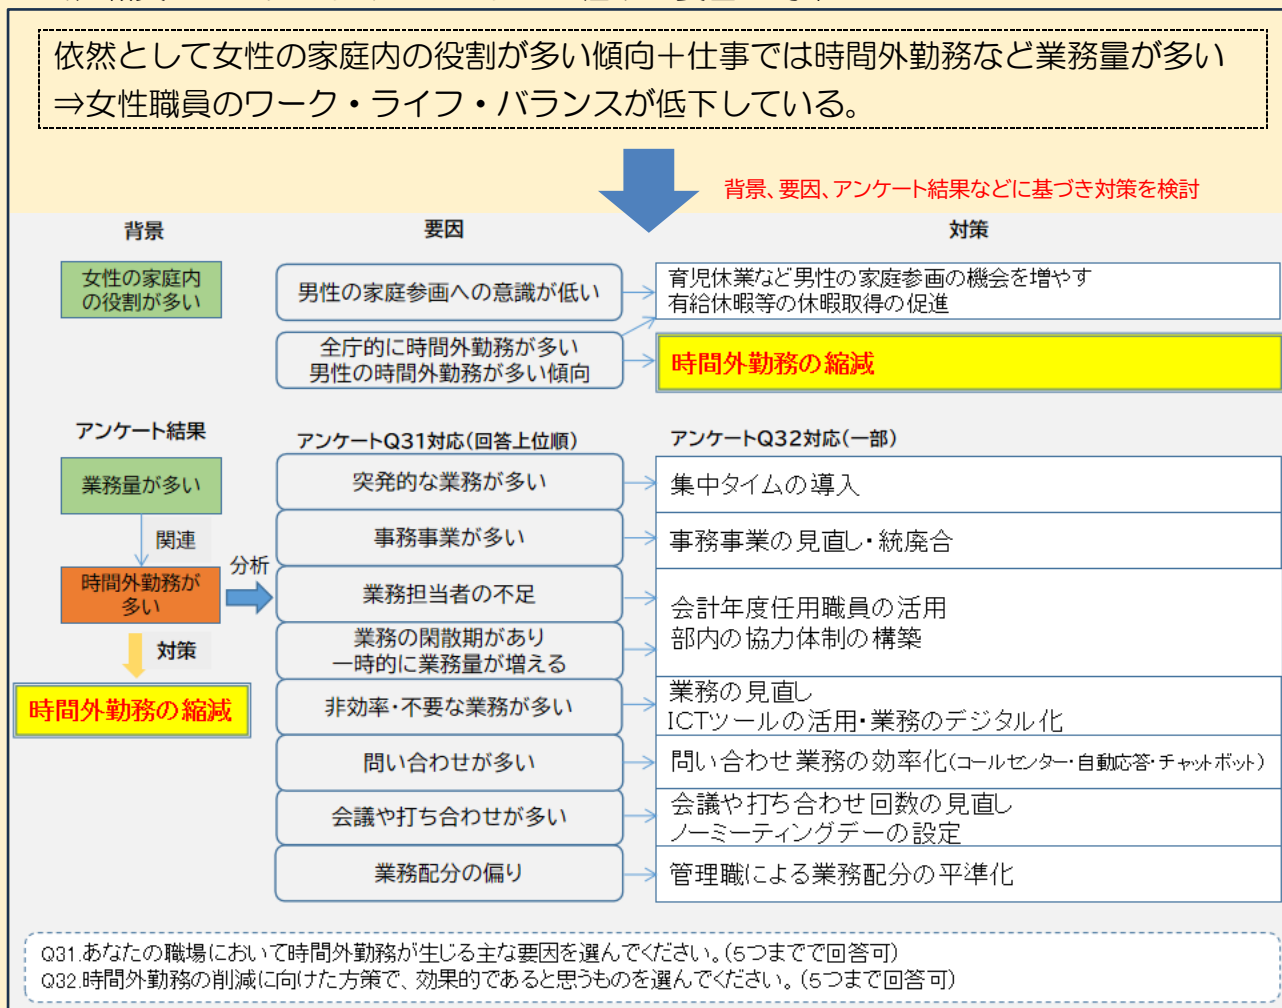 依然として女性の家庭内の役割が多い傾向+仕事では時間外勤務など業務量が多い
⇒女性職員のワーク・ライフ・バランスが低下している。
背景、要因、アンケート結果などに基づき対策を検討
背景
要因
対策
女性の家庭内
の役割が多い
男性の家庭参画への意識が低い
育児休業など男性の家庭参画の機会を増やす
有給休暇等の休暇取得の促進
全庁的に時間外勤務が多い
男性の時間外勤務が多い傾向
時間外勤務の縮減
アンケート結果
アンケートQ31対応(回答上位順)
アンケートQ32対応(一部)
業務量が多い
関連
時間外勤務が
多い
分析
対策
時間外勤務の縮減
突発的な業務が多い
集中タイムの導入
事務事業が多い
事務事業の見直し・統廃合
業務担当者の不足
業務の閑散期があり
一時的に業務量が増える
会計年度任用職員の活用
部内の協力体制の構築
非効率・不要な業務が多い
業務の見直し
ICTツールの活用・業務のデジタル化
問い合わせが多い
問い合わせ業務の効率化(コールセンター・自動応答・チャットボット)
会議や打ち合わせが多い
会議や打ち合わせ回数の見直し
ノーミーティングデーの設定
業務配分の偏り
管理職による業務配分の平準化
Q31.あなたの職場において時間外勤務が生じる主な要因を選んでください。(5つまでで回答可)
Q32.時間外勤務の削減に向けた方策で、効果的であると思うものを選んでください。(5つまで回答可)